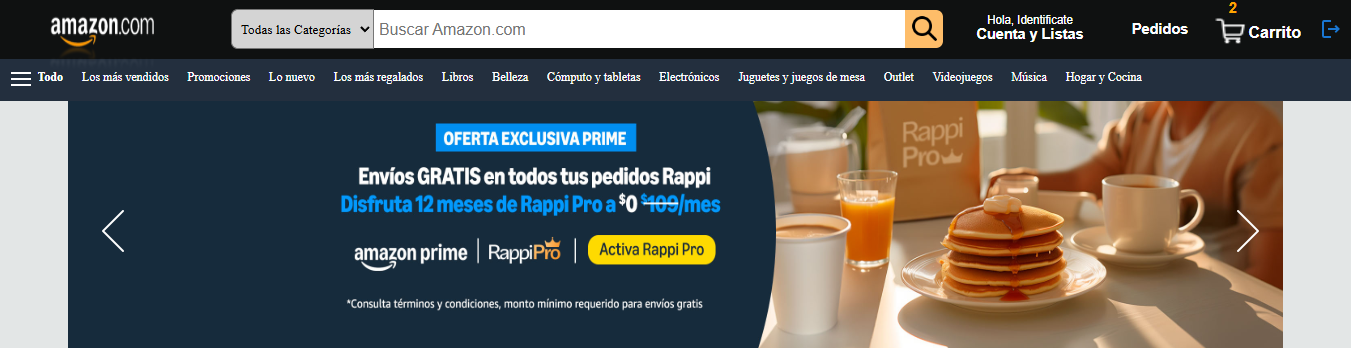 amazon.com
Todas las Categorías
Buscar Amazon.com
Hola, Identificate
Cuenta y Listas
Pedidos
2
Carrito
Todo Los más vendidos Promociones Lo nuevo Los más regalados Libros Belleza Cómputo y tabletas Electrónicos Juguetes y juegos de mesa Outlet Videojuegos Música Hogar y Cocina
OFERTA EXCLUSIVA PRIME
Envíos GRATIS en todos tus pedidos Rappi
Disfruta 12 meses de Rappi Pro a $0 $109/mes
amazon prime | RappiPro | Activa Rappi Pro
*Consulta términos y condiciones, monto mínimo requerido para envíos gratis
Rappi
Pro